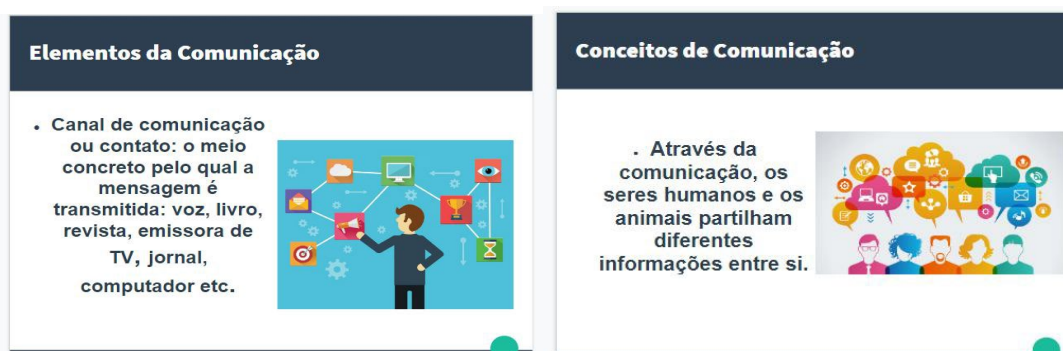 Elementos da Comunicação
• Canal de comunicação
ou contato: o meio
concreto pelo qual a
mensagem é
transmitida: voz, livro,
revista, emissora de
TV, jornal,
computador etc.
Conceitos de Comunicação
• Através da
comunicação, os
seres humanos e os
animais partilham
diferentes
informações entre si.